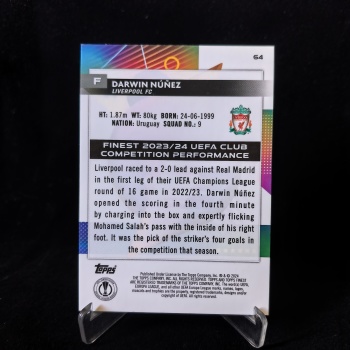 64
F DARWIN NÚÑEZ
LIVERPOOL FC
HT: 1.87m WT: 80kg BORN: 24-06-1999
NATION: Uruguay SQUAD NO.: 9
FINEST 2023/24 UEFA CLUB
COMPETITION PERFORMANCE
Liverpool raced to a 2-0 lead against Real Madrid
in the first leg of their UEFA Champions League
round of 16 game in 2022/23. Darwin Núñez
opened the scoring in the fourth minute
by charging into the box and expertly flicking
Mohamed Salah's pass with the inside of his right
foot. It was the pick of the striker's four goals in
the competition that season.
Topps